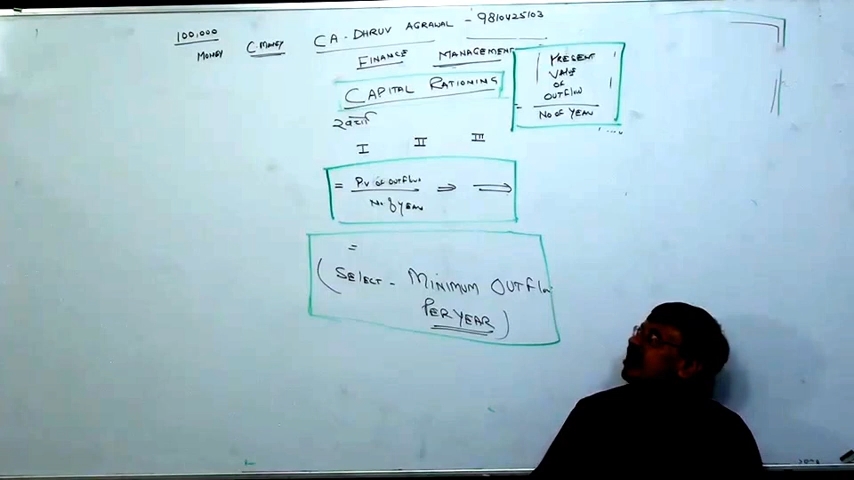 100,000
MONEY C.MONEY
CA. DHRUV AGRAWAL - 9810425103
FINANCE MANAGEMENT
CAPITAL RATIONING
I II III
= PV OF OUTFLOW
No. of YEAR
=
(SELECT - MINIMUM OUTFLOW
PER YEAR)
PRESENT
VALUE
OF
OUTFLOW
=
No OF YEAR